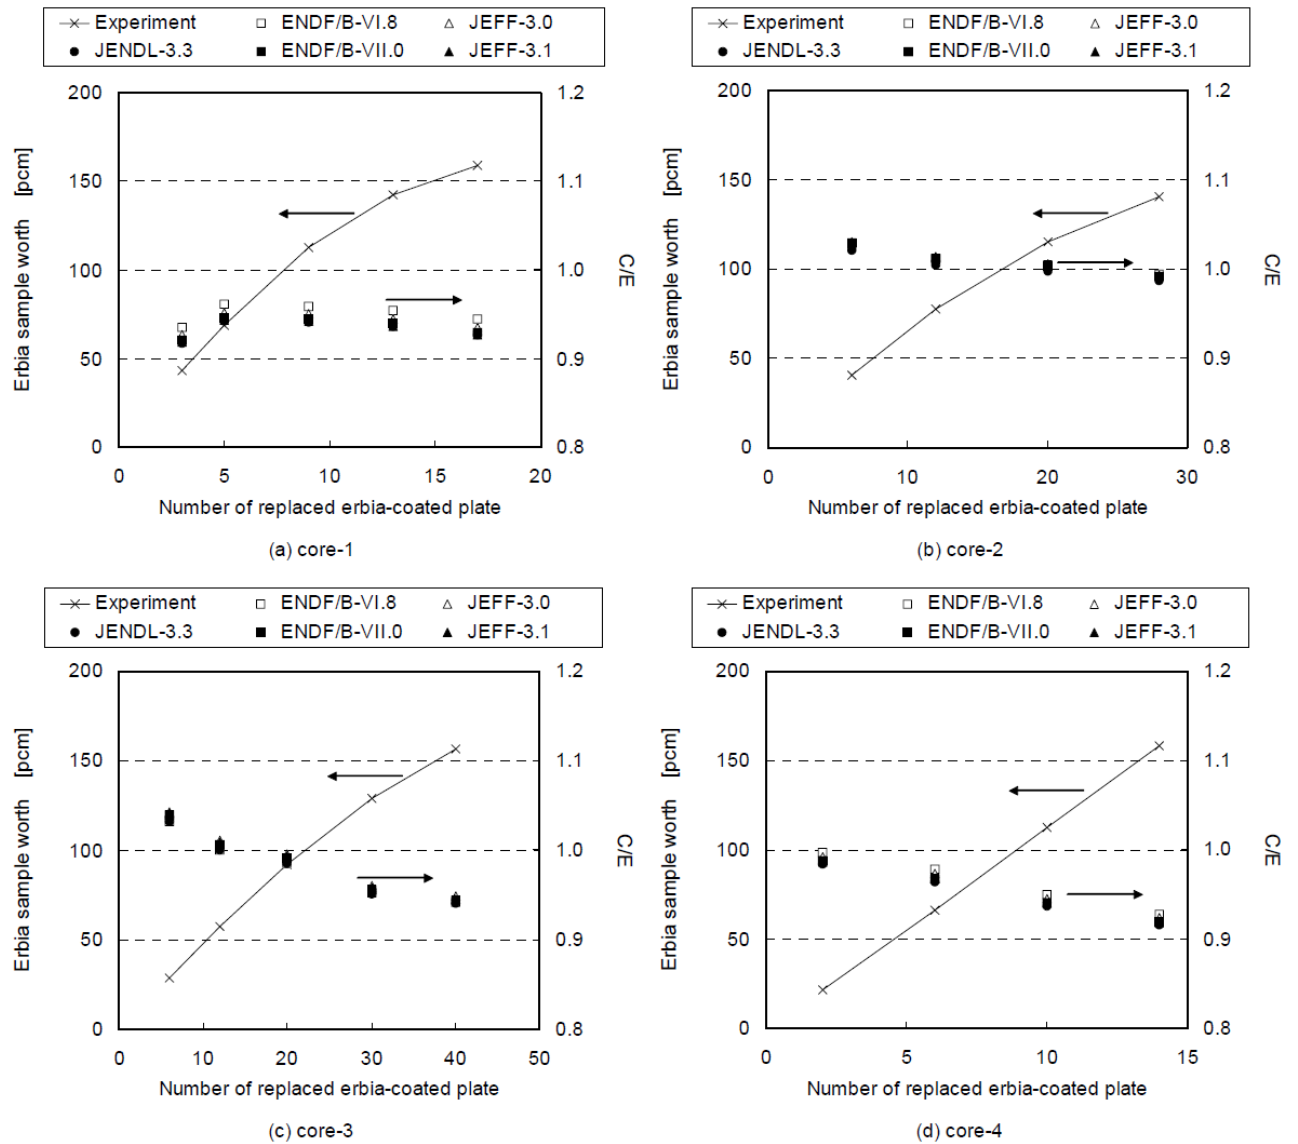 Experiment ENDF/B-VI.8 JEFF-3.0
JENDL-3.3 ENDF/B-VII.0 JEFF-3.1
200 1.2
150 1.1
100 1.0
50 0.9
0 0.8
Erbia sample worth [pcm]
C/E
0 5 10 15 20
Number of replaced erbia-coated plate
(a) core-1
Experiment ENDF/B-VI.8 JEFF-3.0
JENDL-3.3 ENDF/B-VII.0 JEFF-3.1
200 1.2
150 1.1
100 1.0
50 0.9
0 0.8
Erbia sample worth [pcm]
C/E
0 10 20 30
Number of replaced erbia-coated plate
(b) core-2
Experiment ENDF/B-VI.8 JEFF-3.0
JENDL-3.3 ENDF/B-VII.0 JEFF-3.1
200 1.2
150 1.1
100 1.0
50 0.9
0 0.8
Erbia sample worth [pcm]
C/E
0 10 20 30 40 50
Number of replaced erbia-coated plate
(c) core-3
Experiment ENDF/B-VI.8 JEFF-3.0
JENDL-3.3 ENDF/B-VII.0 JEFF-3.1
200 1.2
150 1.1
100 1.0
50 0.9
0 0.8
Erbia sample worth [pcm]
C/E
0 5 10 15
Number of replaced erbia-coated plate
(d) core-4